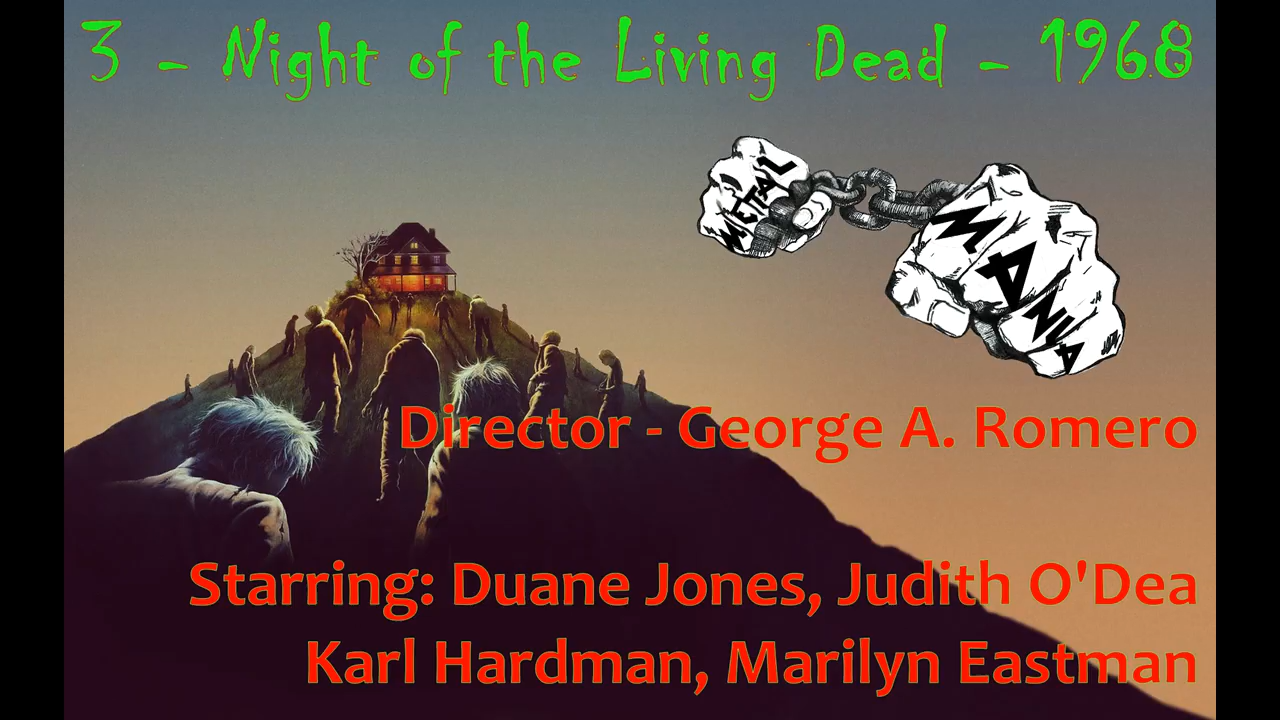 3 - Night of the Living Dead - 1968
METAL
MANIA
Director - George A. Romero
Starring: Duane Jones, Judith O'Dea
Karl Hardman, Marilyn Eastman